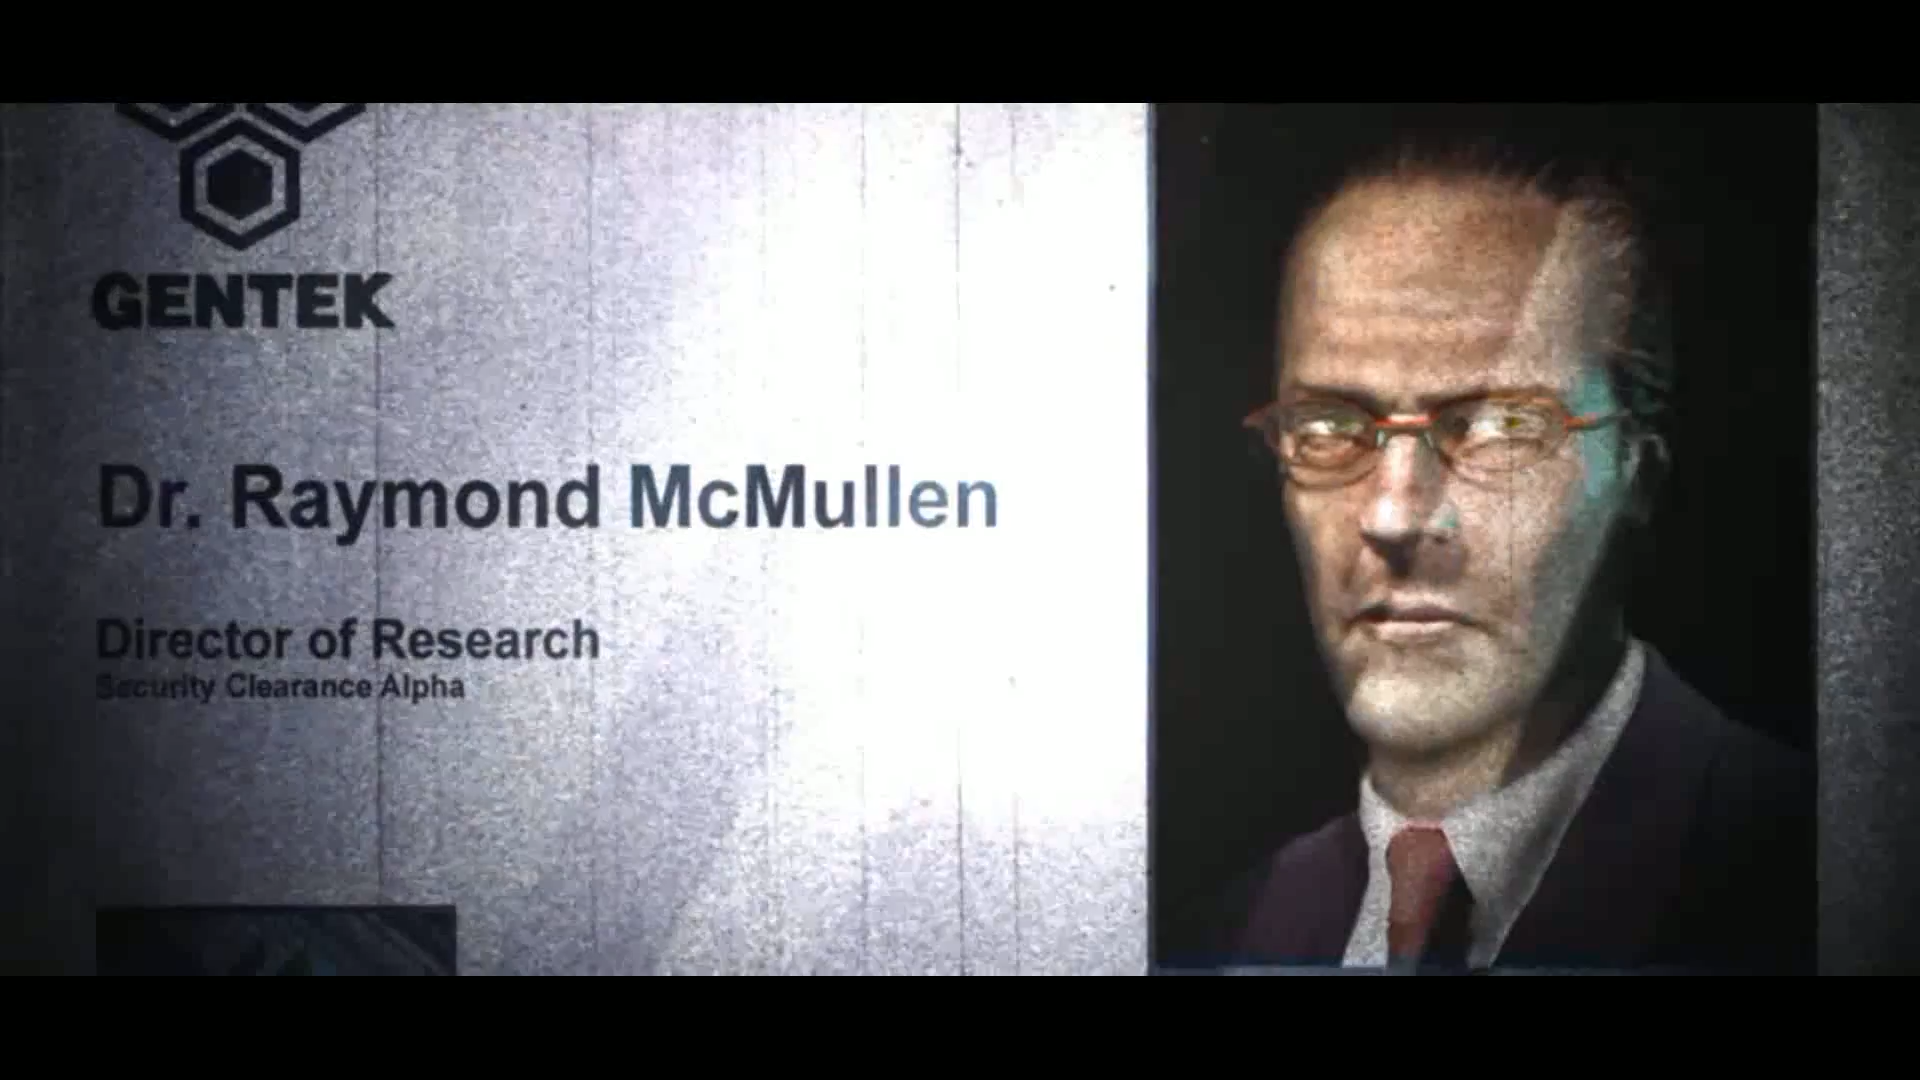 GENTEK
Dr. Raymond McMullen
Director of Research
Security Clearance Alpha